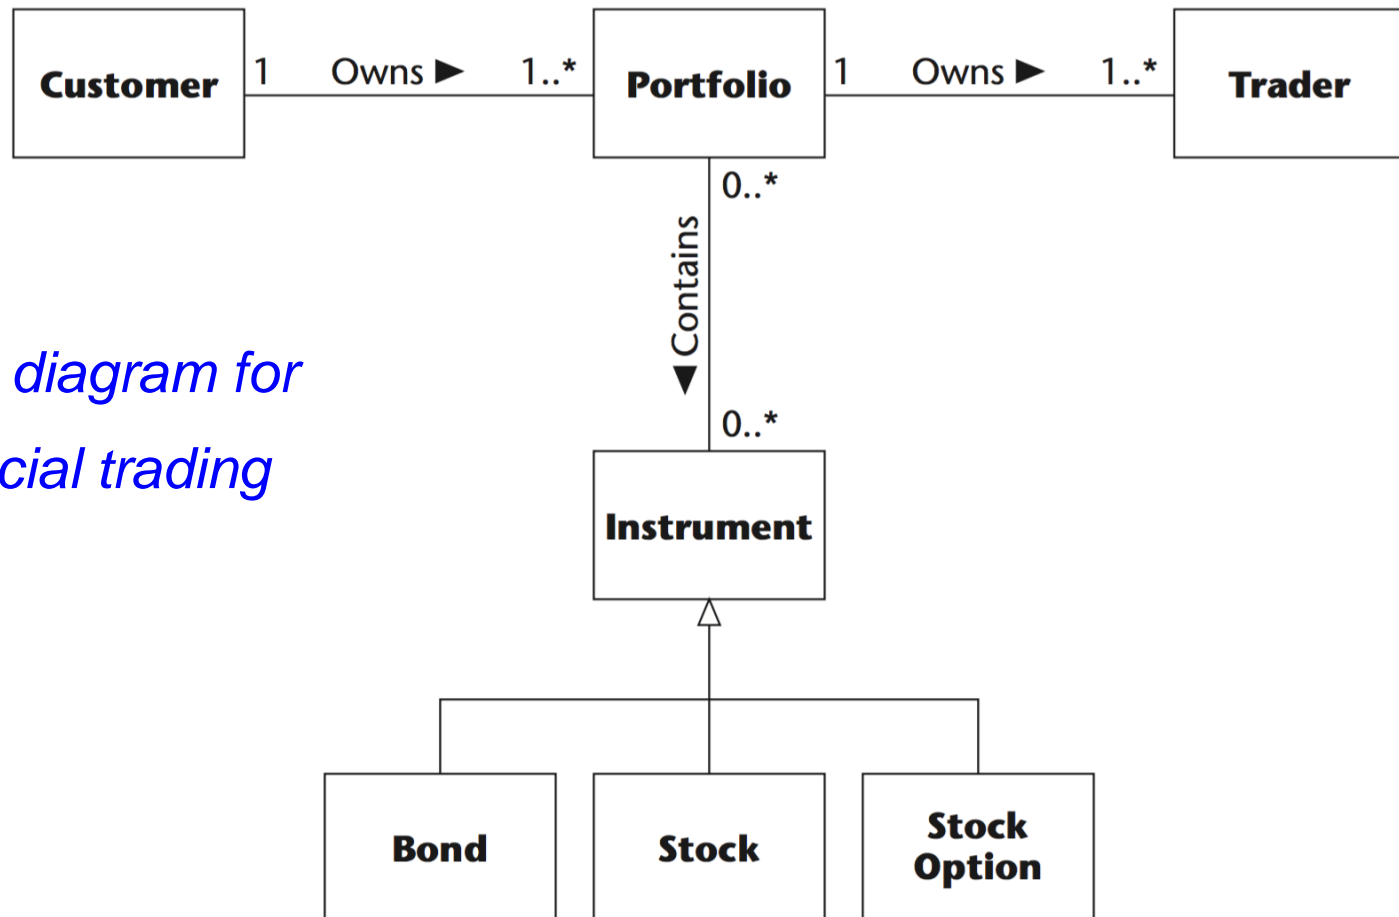 Customer
1 Owns ► 1..*
Portfolio
1 Owns ► 1..*
Trader
0..*
◄ Contains
0..*
diagram for
cial trading
Instrument
Bond
Stock
Stock
Option